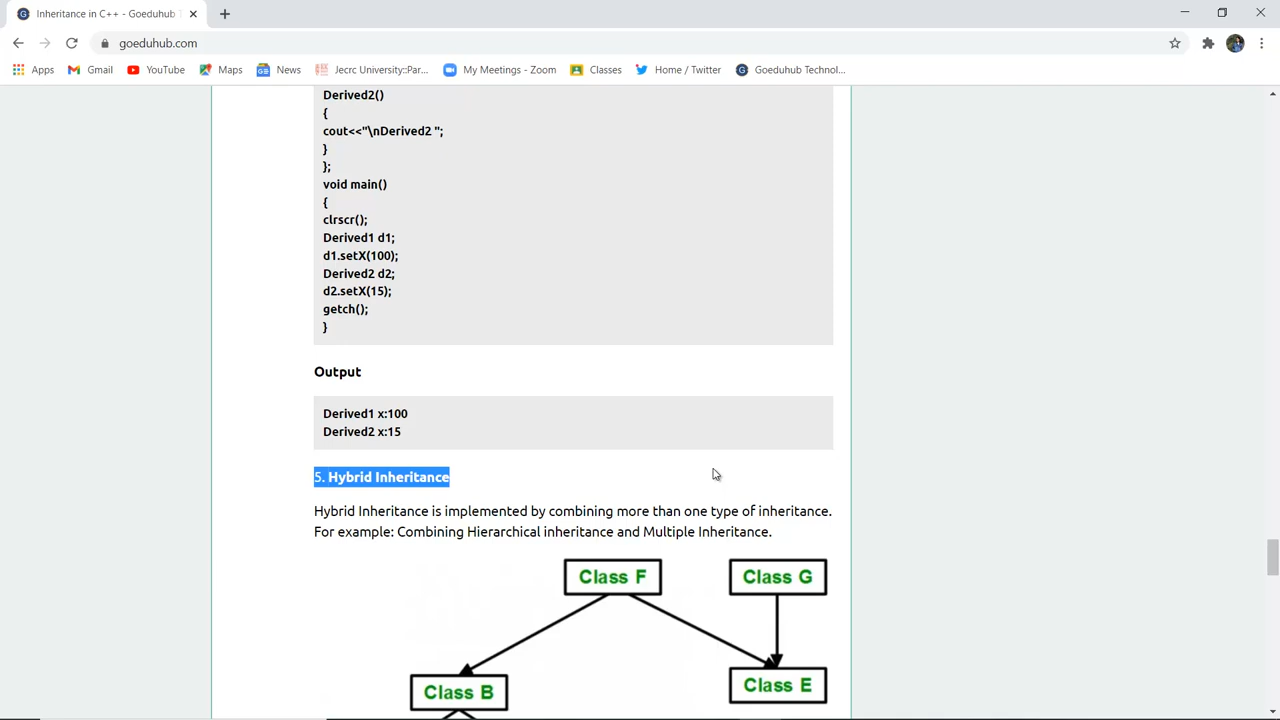 Inheritance in C++ - Goeduhub
goeduhub.com
Apps Gmail YouTube Maps News Jecrc University::Par... My Meetings - Zoom Classes Home / Twitter Goeduhub Technol...
Derived2()
{
cout<<"\nDerived2 ";
}
};
void main()
{
clrscr();
Derived1 d1;
d1.setX(100);
Derived2 d2;
d2.setX(15);
getch();
}
Output
Derived1 x:100
Derived2 x:15
5. Hybrid Inheritance
Hybrid Inheritance is implemented by combining more than one type of inheritance.
For example: Combining Hierarchical inheritance and Multiple Inheritance.
Class F Class G
Class B Class E